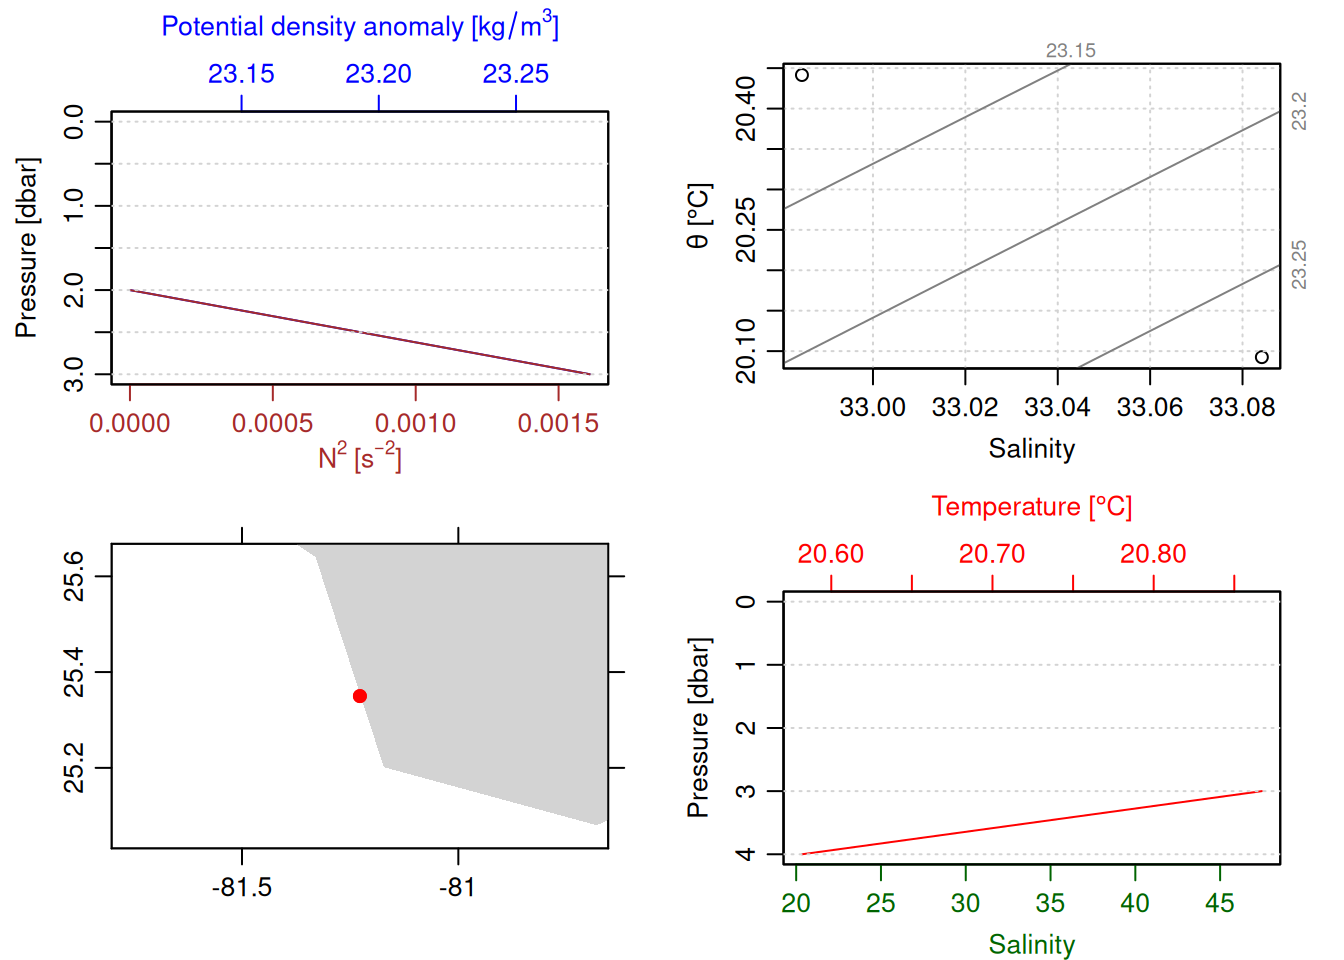 Potential density anomaly [kg/m³]
23.15 23.20 23.25
Pressure [dbar]
0.0
1.0
2.0
3.0
0.0000 0.0005 0.0010 0.0015
N² [s⁻²]
23.15
23.2
23.25
θ [°C]
20.40
20.25
20.10
33.00 33.02 33.04 33.06 33.08
Salinity
25.6
25.4
25.2
-81.5 -81
Temperature [°C]
20.60 20.70 20.80
Pressure [dbar]
0
1
2
3
4
20 25 30 35 40 45
Salinity